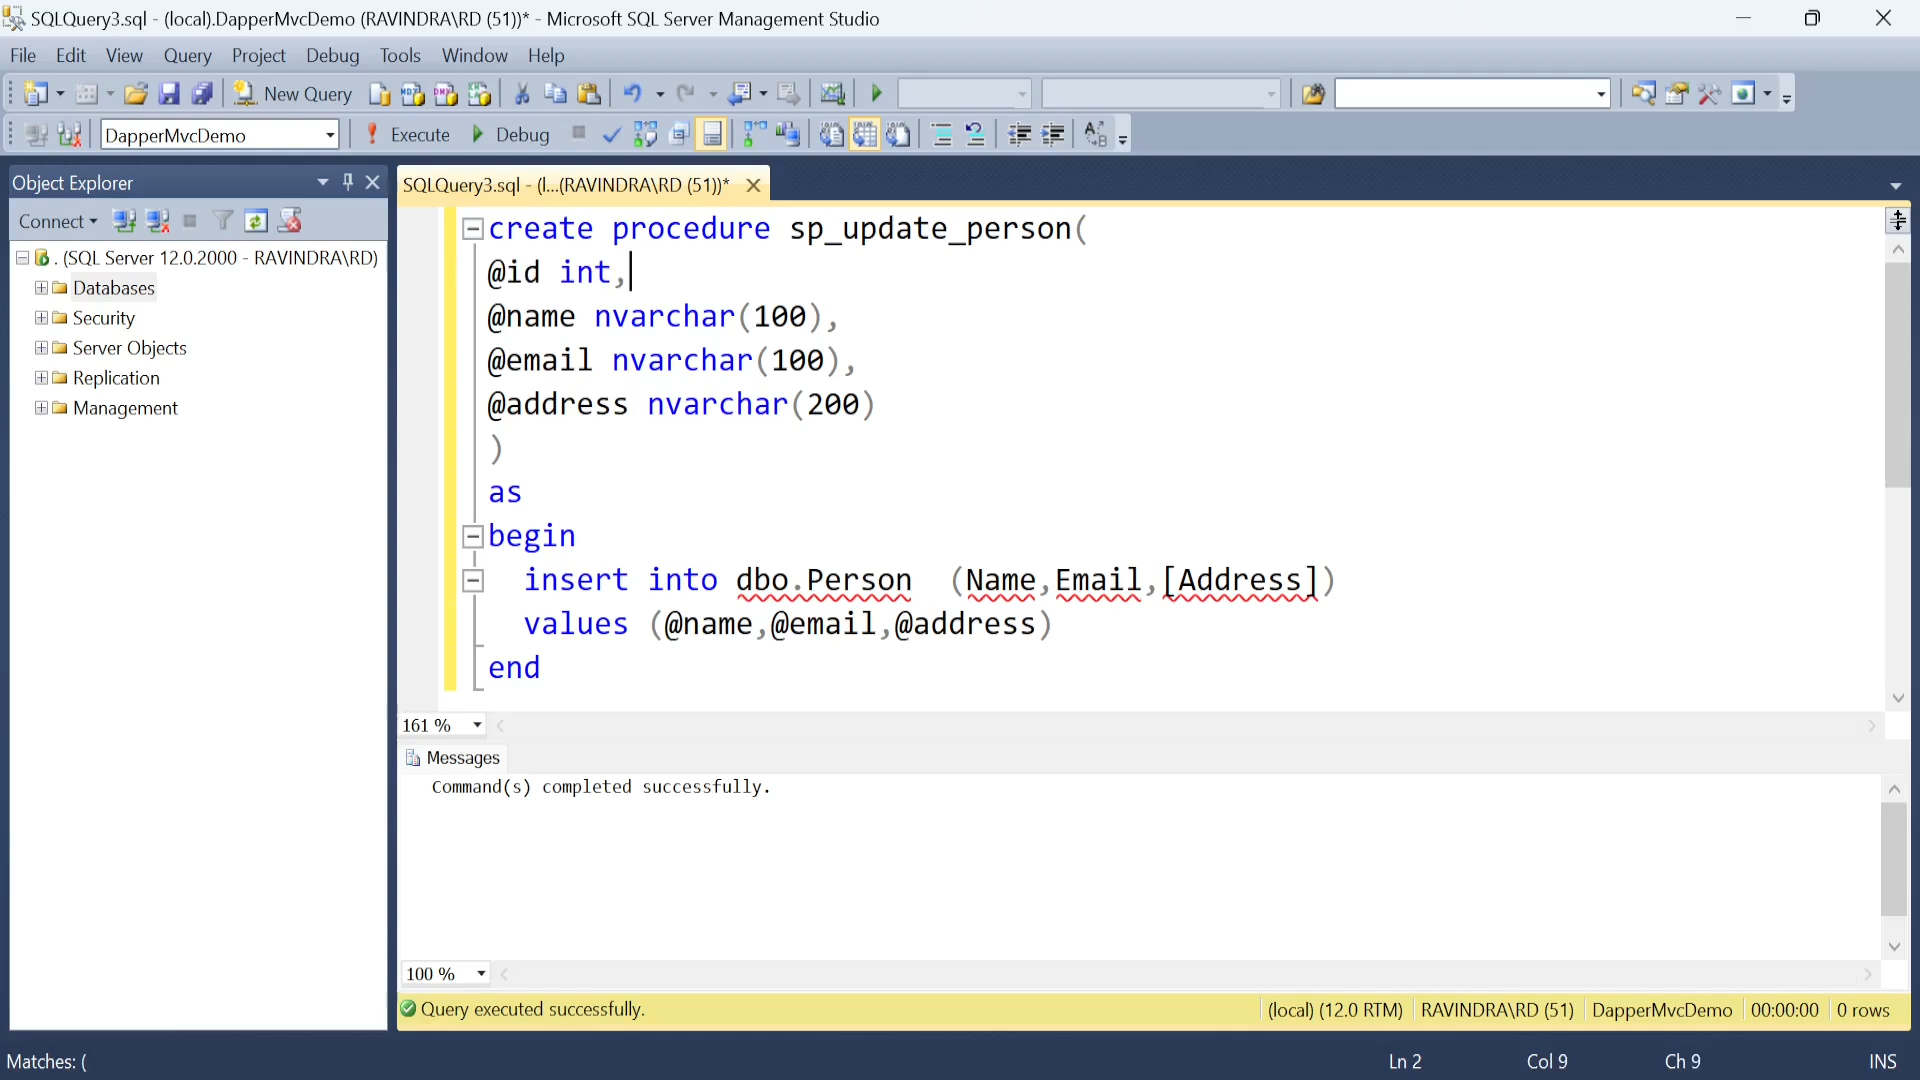 SQLQuery3.sql - (local).DapperMvcDemo (RAVINDRA\RD (51))* - Microsoft SQL Server Management Studio
File Edit View Query Project Debug Tools Window Help
New Query
DapperMvcDemo Execute Debug
Object Explorer
Connect
. (SQL Server 12.0.2000 - RAVINDRA\RD)
Databases
Security
Server Objects
Replication
Management
SQLQuery3.sql - (l...(RAVINDRA\RD (51))*
create procedure sp_update_person(
@id int,
@name nvarchar(100),
@email nvarchar(100),
@address nvarchar(200)
)
as
begin
insert into dbo.Person (Name,Email,[Address])
values (@name,@email,@address)
end
161 %
Messages
Command(s) completed successfully.
100 %
Query executed successfully. (local) (12.0 RTM) RAVINDRA\RD (51) DapperMvcDemo 00:00:00 0 rows
Matches: ( Ln 2 Col 9 Ch 9 INS